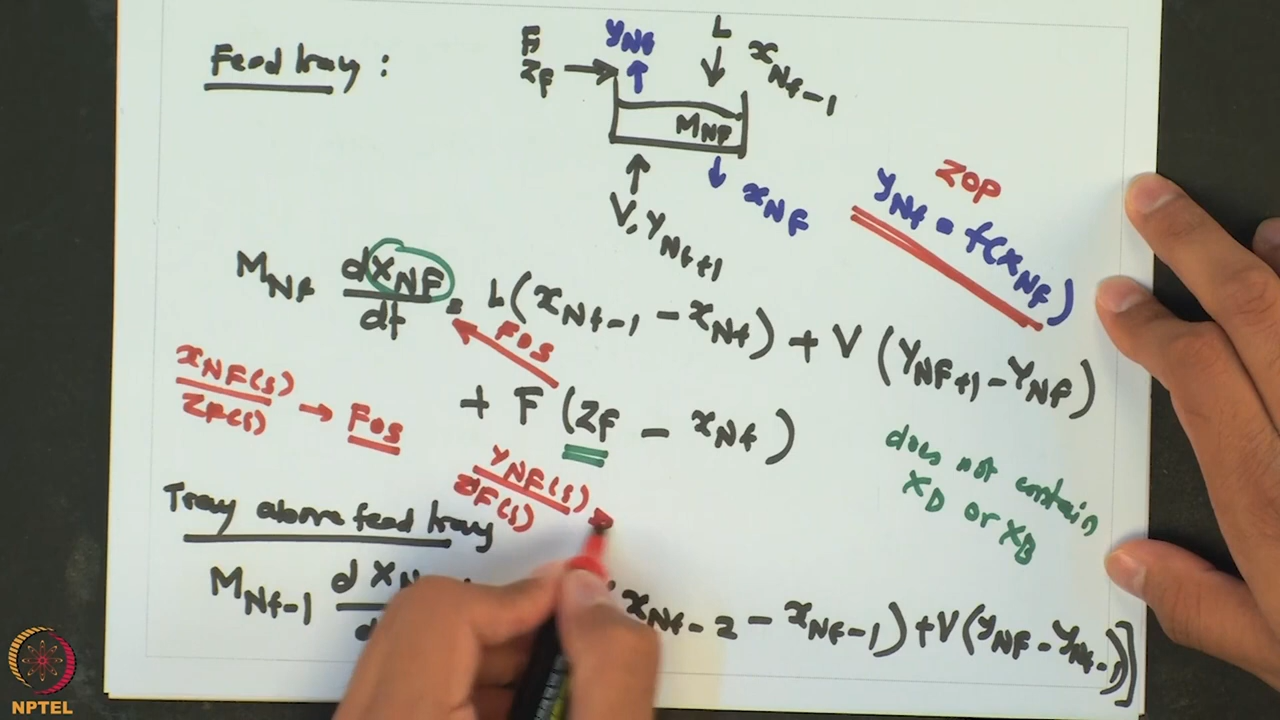 Feed tray :
F
ZF
yNf
L
xNf-1
MNF
xNF
V, yNf+1
ZOP
yNf = f(xNf)
MNf dXNF/dt = L(xNf-1 - xNf) + V (yNF+1 - yNF)
FOS
+ F (ZF - xNf)
xNF(s)/ZF(s) → FOS
yNF(s)/ZF(s)
does not contain
XD or XB
Tray above feed tray
MNf-1 d XN
xNf-2 - xNf-1) + V(yNF - yNf-1)]
NPTEL